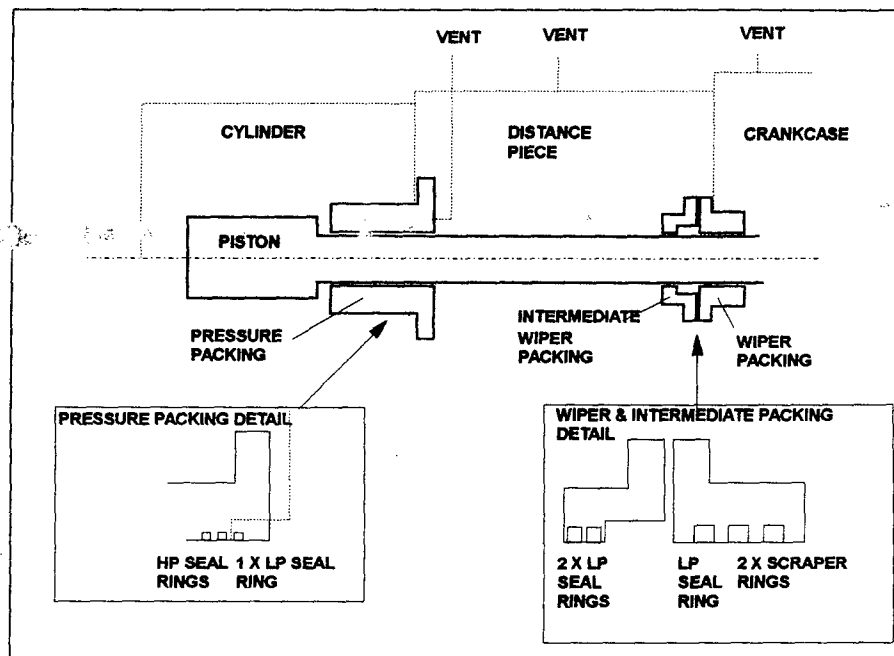 VENT
VENT
VENT
CYLINDER
DISTANCE
PIECE
CRANKCASE
PISTON
PRESSURE
PACKING
INTERMEDIATE
WIPER
PACKING
WIPER
PACKING
PRESSURE PACKING DETAIL
HP SEAL
RINGS
1 X LP SEAL
RING
WIPER & INTERMEDIATE PACKING
DETAIL
2 X LP
SEAL
RINGS
LP
SEAL
RING
2 X SCRAPER
RINGS